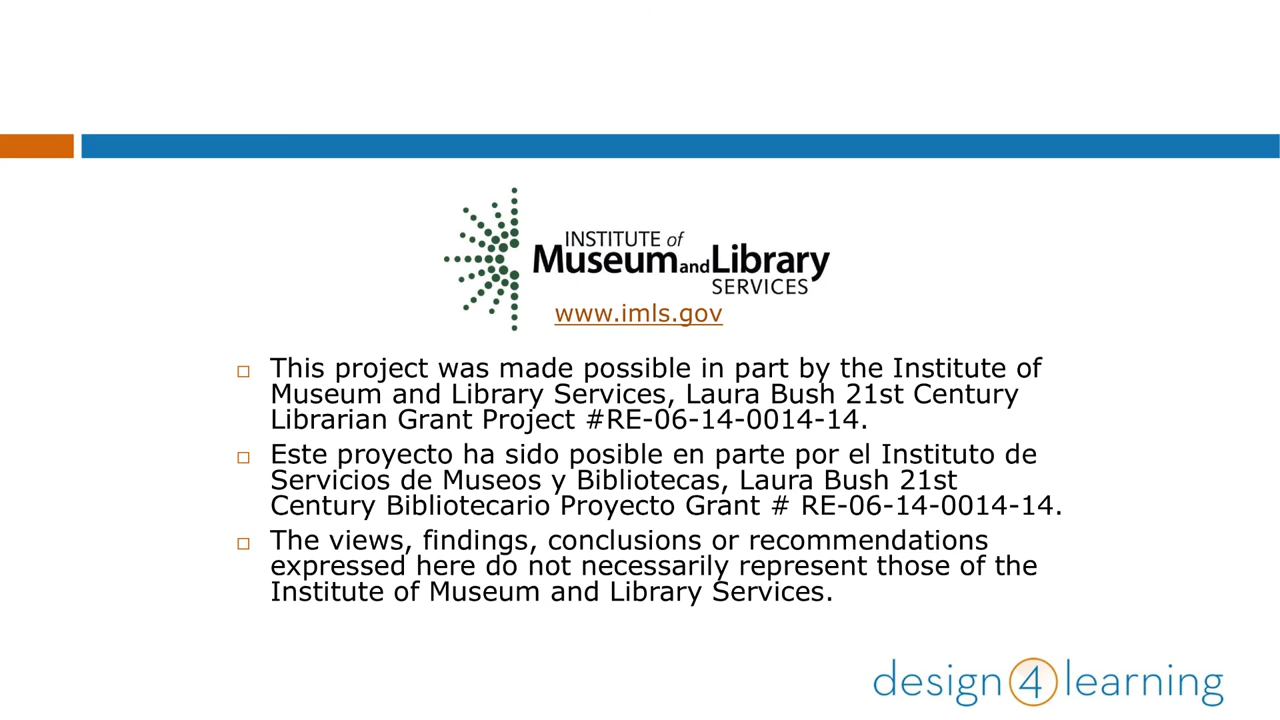 INSTITUTE of
Museum and Library
SERVICES
www.imls.gov
This project was made possible in part by the Institute of
Museum and Library Services, Laura Bush 21st Century
Librarian Grant Project #RE-06-14-0014-14.
Este proyecto ha sido posible en parte por el Instituto de
Servicios de Museos y Bibliotecas, Laura Bush 21st
Century Bibliotecario Proyecto Grant # RE-06-14-0014-14.
The views, findings, conclusions or recommendations
expressed here do not necessarily represent those of the
Institute of Museum and Library Services.
design 4 learning